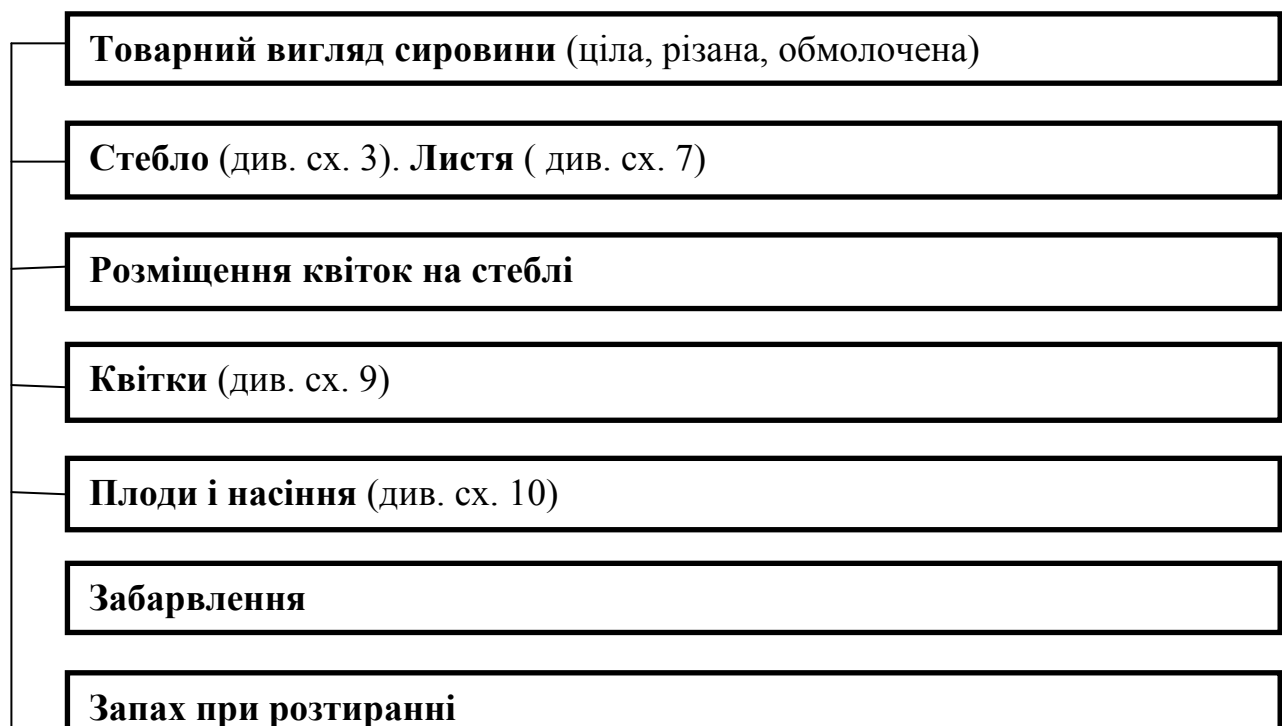 Товарний вигляд сировини (ціла, різана, обмолочена)
Стебло (див. сх. 3). Листя ( див. сх. 7)
Розміщення квіток на стеблі
Квітки (див. сх. 9)
Плоди і насіння (див. сх. 10)
Забарвлення
Запах при розтиранні